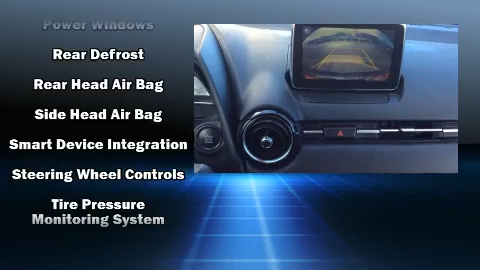 Power Windows
Rear Defrost
Rear Head Air Bag
Side Head Air Bag
Smart Device Integration
Steering Wheel Controls
Tire Pressure
Monitoring System